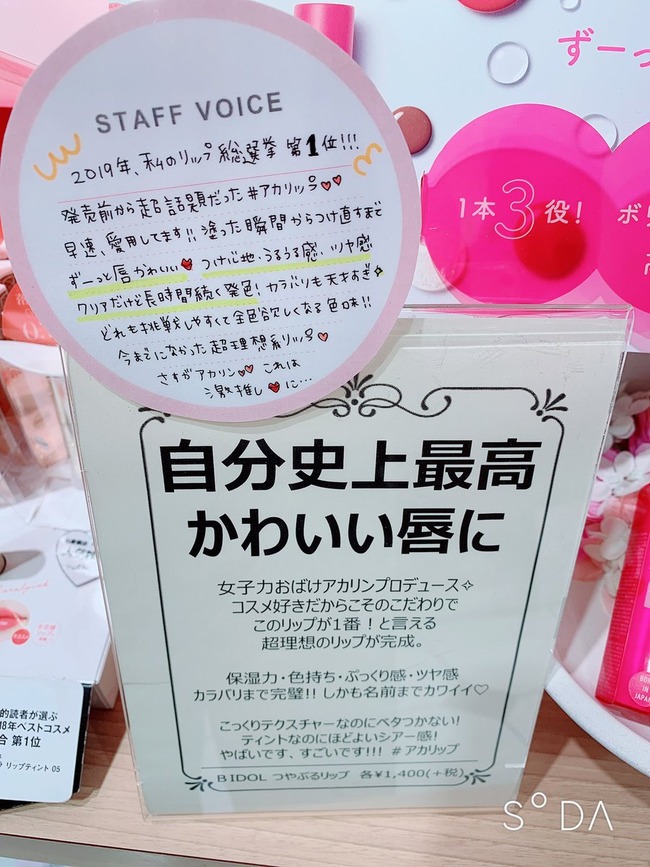 STAFF VOICE
2019年、私のリップ総選挙 第1位!!!
発売前から超話題だった#アカリップ♥♥
早速、愛用してます!! 塗った瞬間からつけ直すまで
ずーっと唇かわいい♥ つけ心地・うるうる感、ツヤ感
クリアだけど長時間続く発色! カラバリも天才すぎ✧
どれも挑戦しやすくて全色欲しくなる色味!!
今までになかった超理想系リップ♥
さすがアカリン♥♥ これは
激推し♥に…
ずーっ
1本3役!
ボリ
自分史上最高
かわいい唇に
女子力おばけアカリンプロデュース✧
コスメ好きだからこそのこだわりで
このリップが1番！と言える
超理想のリップが完成。
保湿力・色持ち・ぷっくり感・ツヤ感
カラバリまで完璧!! しかも名前までカワイイ♡
こっくりテクスチャーなのにベタつかない!
ティントなのにほどよいシアー感!
やばいです、すごいです!!! #アカリップ
B IDOL つやぷるリップ 各¥1,400(+税)
的読者が選ぶ
8年ベストコスメ
合 第1位
リップティント 05
SODA